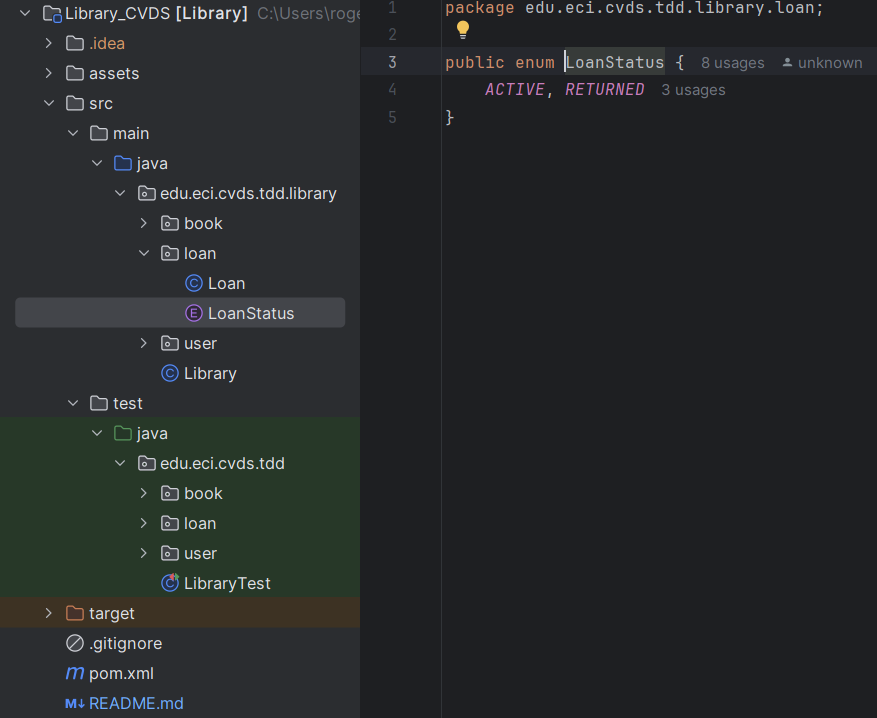 Library_CVDS [Library] C:\Users\roge
.idea
assets
src
main
java
edu.eci.cvds.tdd.library
book
loan
Loan
LoanStatus
user
Library
test
java
edu.eci.cvds.tdd
book
loan
user
LibraryTest
target
.gitignore
pom.xml
README.md
1 package edu.eci.cvds.tdd.library.loan;
2
3 public enum LoanStatus { 8 usages unknown
4 ACTIVE, RETURNED 3 usages
5 }